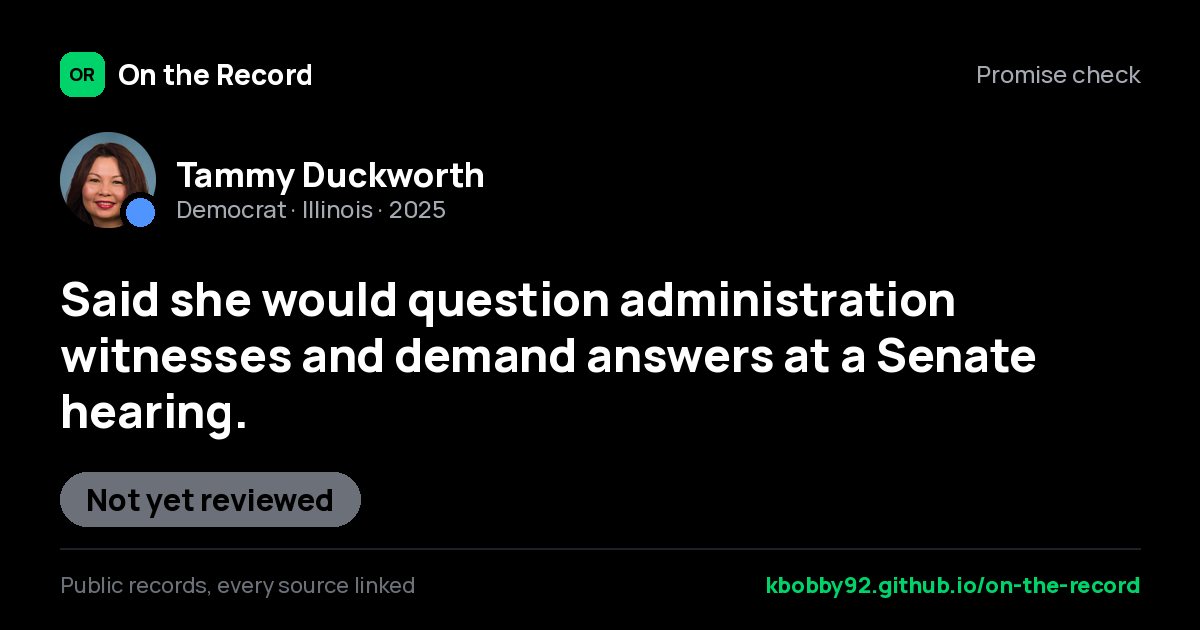 OR On the Record
Promise check
Tammy Duckworth
Democrat · Illinois · 2025
Said she would question administration
witnesses and demand answers at a Senate
hearing.
Not yet reviewed
Public records, every source linked
kbobby92.github.io/on-the-record